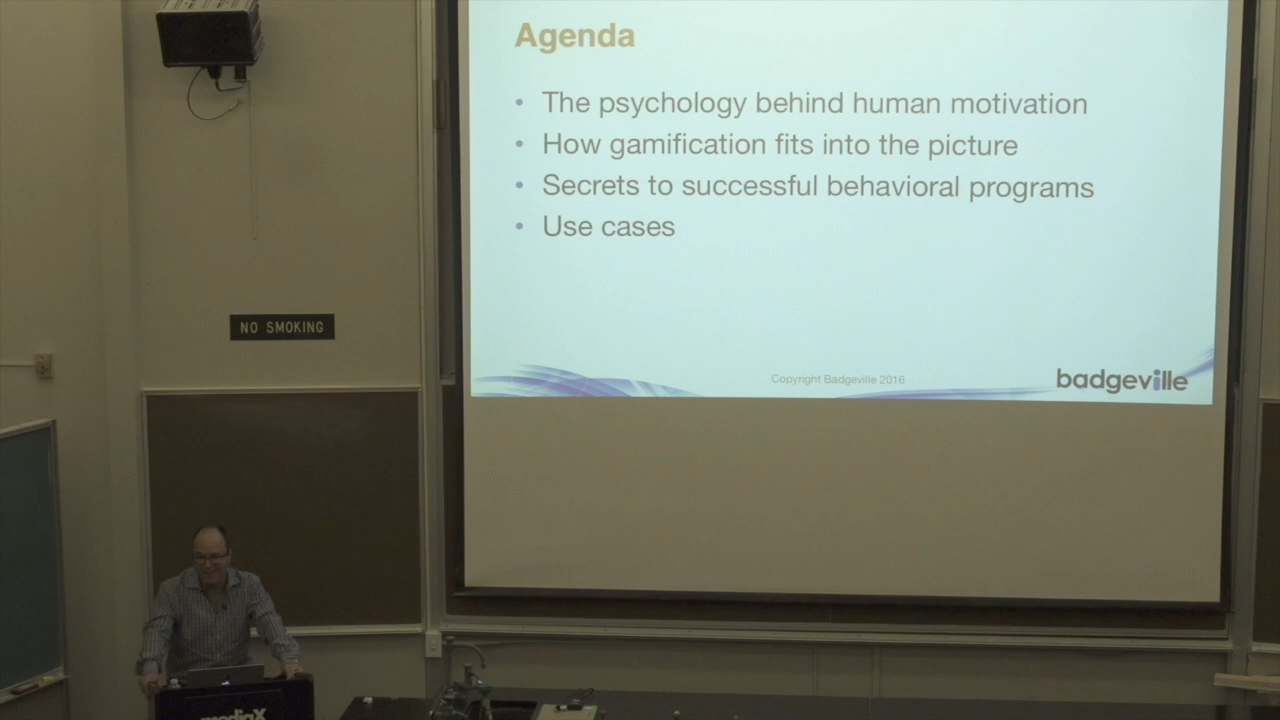 Agenda
• The psychology behind human motivation
• How gamification fits into the picture
• Secrets to successful behavioral programs
• Use cases
Copyright Badgeville 2016
badgeville
NO SMOKING
mediaX